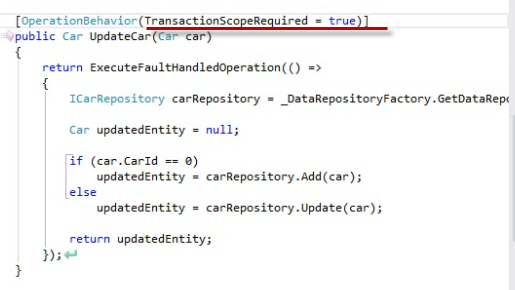 [OperationBehavior(TransactionScopeRequired = true)]
public Car UpdateCar(Car car)
{
return ExecuteFaultHandledOperation(() =>
{
ICarRepository carRepository = _DataRepositoryFactory.GetDataRepo
Car updatedEntity = null;
if (car.CarId == 0)
updatedEntity = carRepository.Add(car);
else
updatedEntity = carRepository.Update(car);
return updatedEntity;
});
}